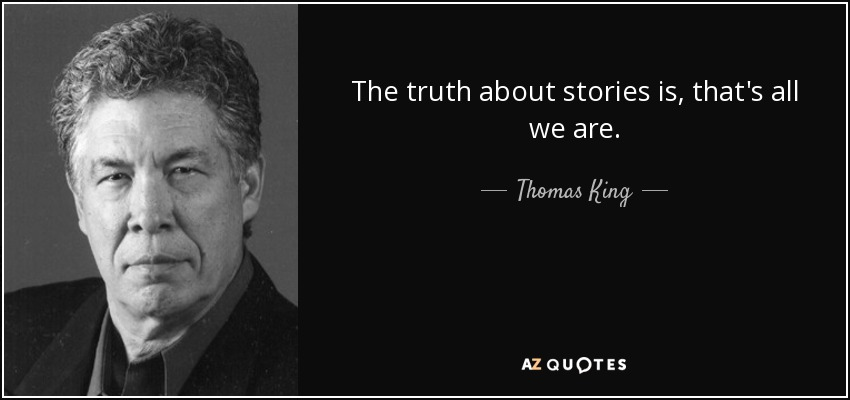 The truth about stories is, that's all
we are.
Thomas King
AZ QUOTES